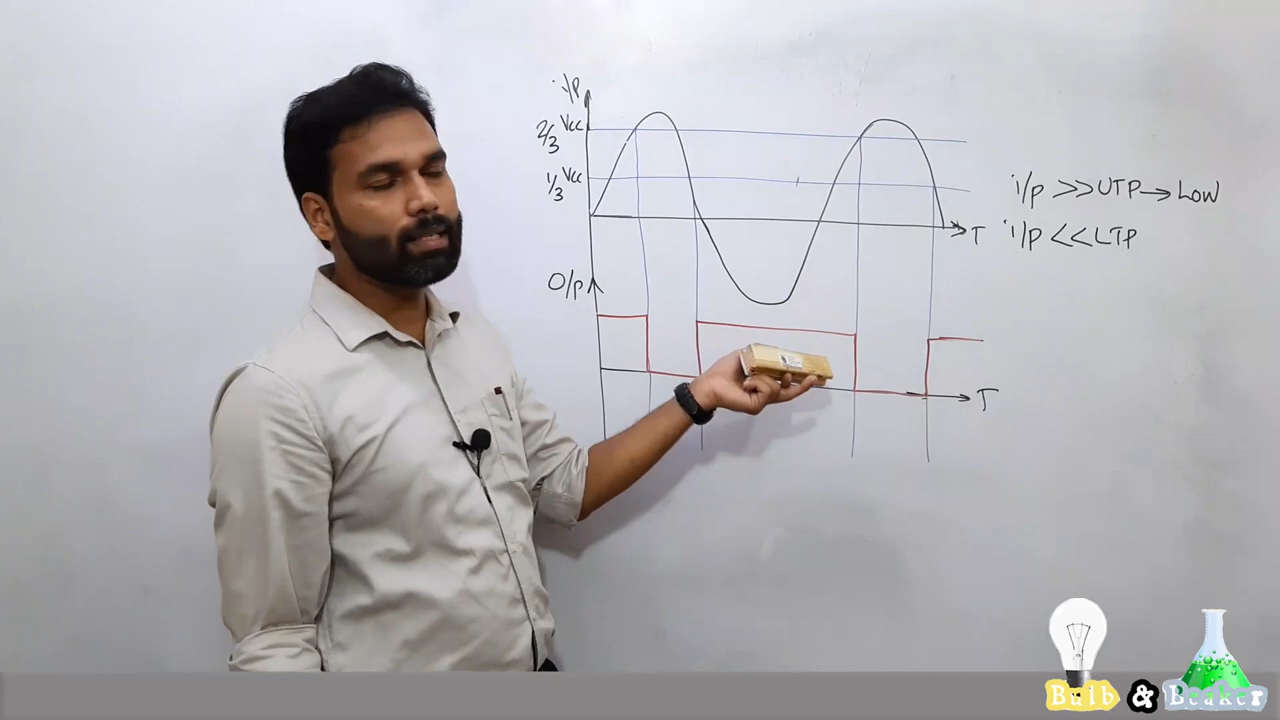 i/p
2/3 Vcc
1/3 Vcc
i/p >> UTP → LOW
T
i/p << LTP
O/p
T
Bulb & Beaker